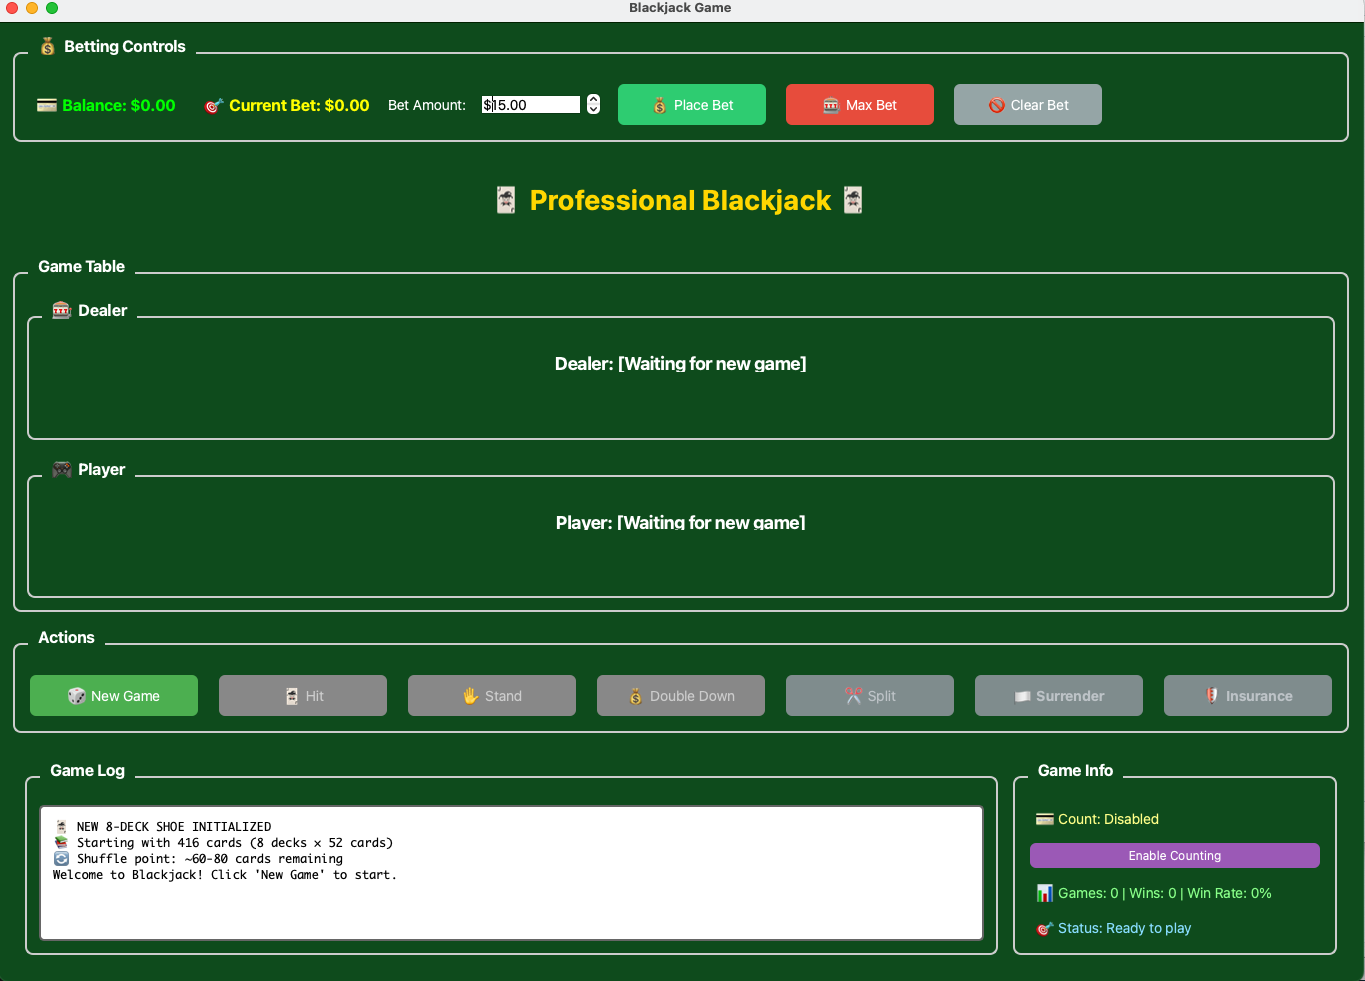 Blackjack Game
Betting Controls
Balance: $0.00
Current Bet: $0.00
Bet Amount:
$15.00
Place Bet
Max Bet
Clear Bet
Professional Blackjack
Game Table
Dealer
Dealer: [Waiting for new game]
Player
Player: [Waiting for new game]
Actions
New Game
Hit
Stand
Double Down
Split
Surrender
Insurance
Game Log
NEW 8-DECK SHOE INITIALIZED
Starting with 416 cards (8 decks × 52 cards)
Shuffle point: ~60-80 cards remaining
Welcome to Blackjack! Click 'New Game' to start.
Game Info
Count: Disabled
Enable Counting
Games: 0 | Wins: 0 | Win Rate: 0%
Status: Ready to play